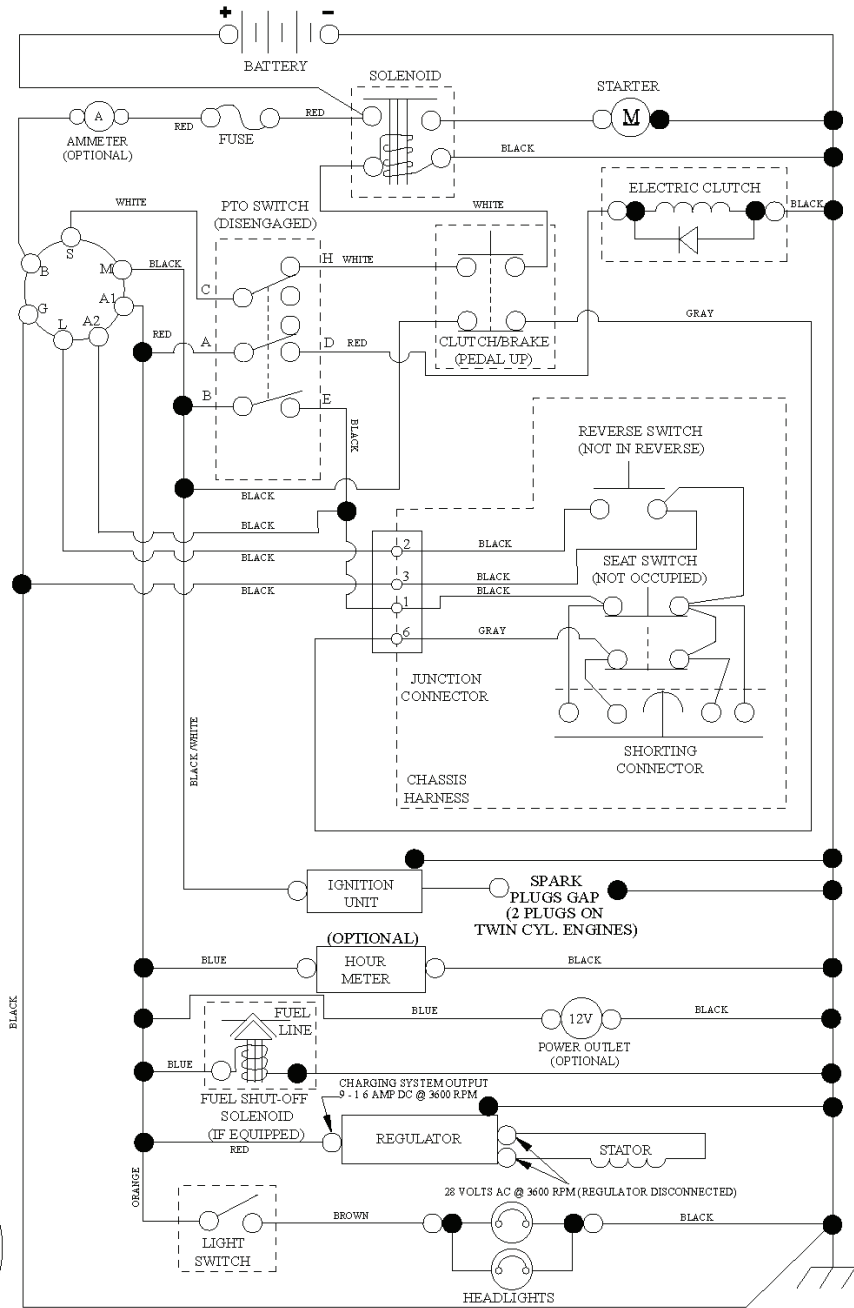 + -
BATTERY
SOLENOID
STARTER
A
M
AMMETER
(OPTIONAL)
RED
FUSE
RED
BLACK
ELECTRIC CLUTCH
BLACK
WHITE
PTO SWITCH
(DISENGAGED)
WHITE
S
B
M
BLACK
G
A1
L
A2
H
WHITE
C
RED
A
D
RED
CLUTCH/BRAKE
(PEDAL UP)
GRAY
B
E
BLACK
REVERSE SWITCH
(NOT IN REVERSE)
BLACK
BLACK
BLACK
2
BLACK
SEAT SWITCH
(NOT OCCUPIED)
BLACK
3
BLACK
BLACK
1
6
GRAY
JUNCTION
CONNECTOR
SHORTING
CONNECTOR
CHASSIS
HARNESS
BLACK/WHITE
IGNITION
UNIT
SPARK
PLUGS GAP
(2 PLUGS ON
TWIN CYL. ENGINES)
(OPTIONAL)
BLUE
HOUR
METER
BLACK
BLACK
FUEL
LINE
BLUE
12V
BLACK
POWER OUTLET
(OPTIONAL)
BLUE
FUEL SHUT-OFF
SOLENOID
(IF EQUIPPED)
CHARGING SYSTEM OUTPUT
9 - 1 6 AMP DC @ 3600 RPM
RED
REGULATOR
STATOR
28 VOLTS AC @ 3600 RPM (REGULATOR DISCONNECTED)
ORANGE
BROWN
BLACK
LIGHT
SWITCH
HEADLIGHTS